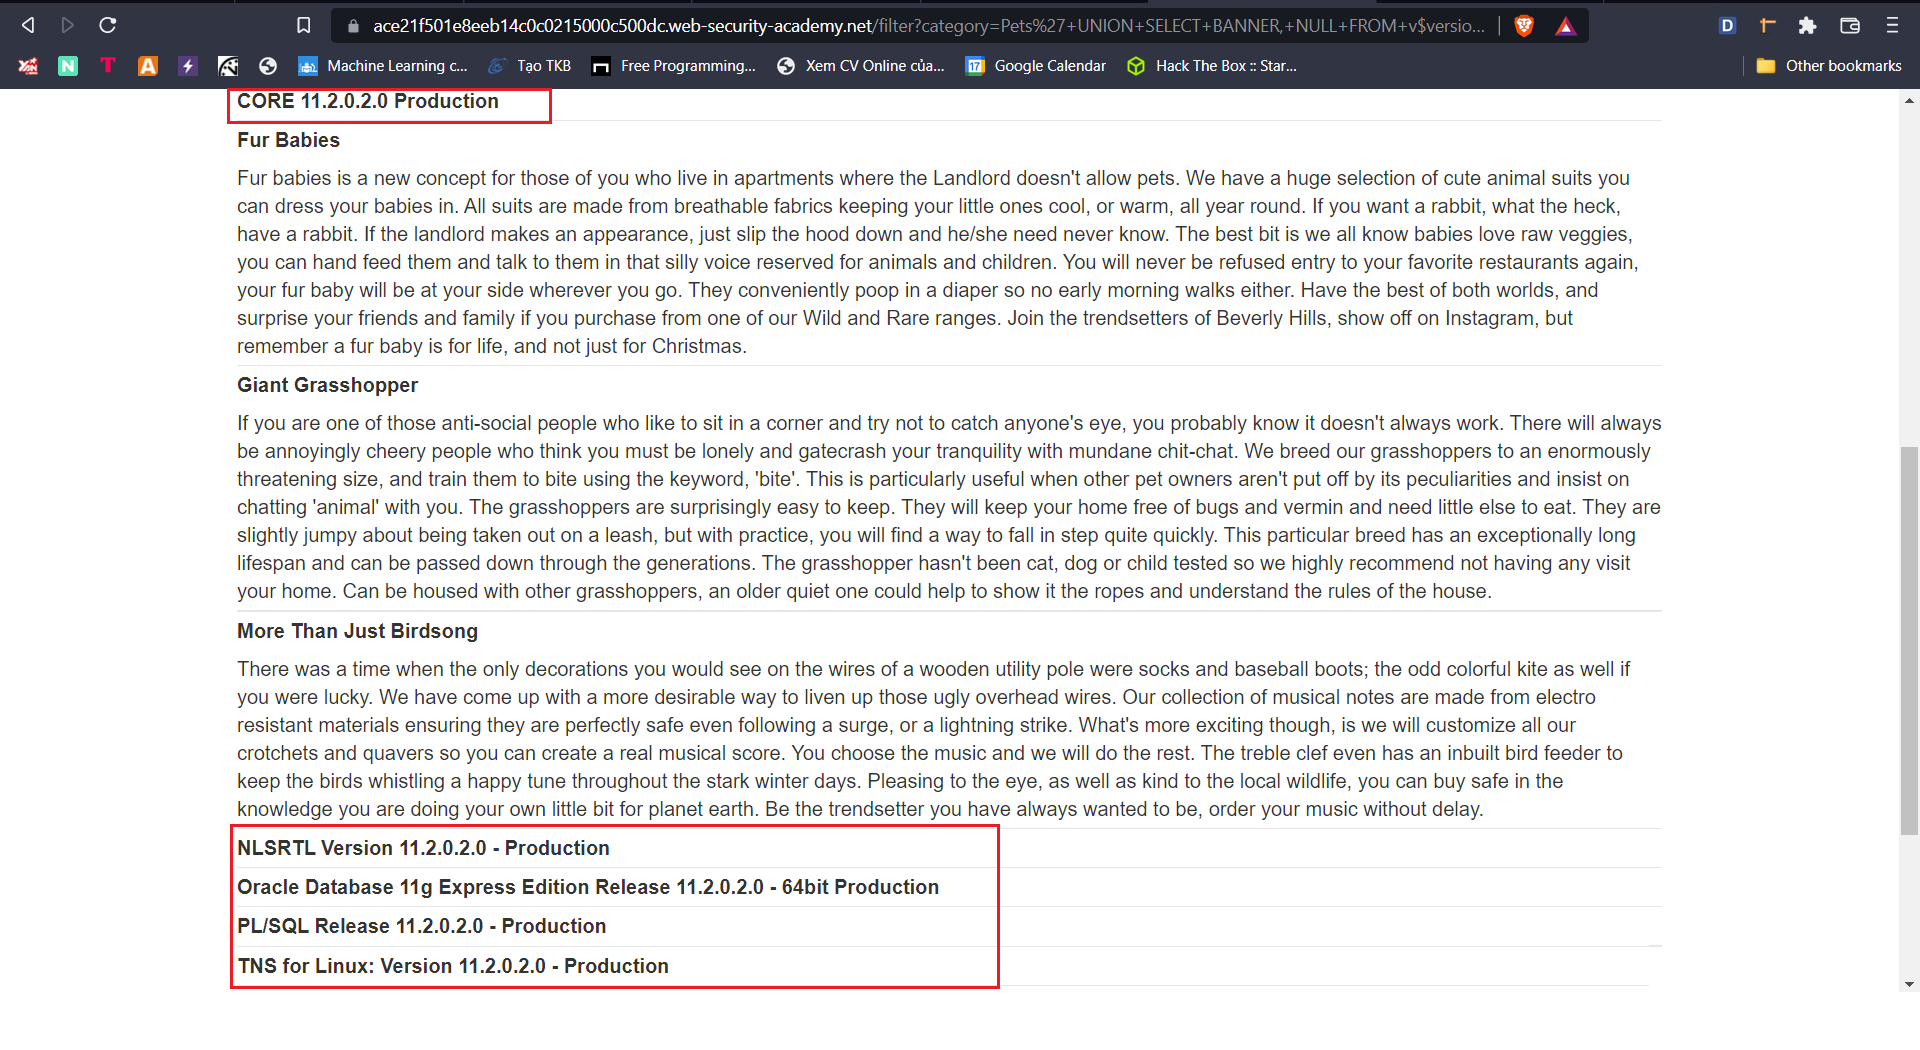 ace21f501e8eeb14c0c0215000c500dc.web-security-academy.net/filter?category=Pets%27+UNION+SELECT+BANNER,+NULL+FROM+v$versio...
Machine Learning c...
Tạo TKB
Free Programming...
Xem CV Online của...
17
Google Calendar
Hack The Box :: Star...
Other bookmarks
CORE 11.2.0.2.0 Production
Fur Babies
Fur babies is a new concept for those of you who live in apartments where the Landlord doesn't allow pets. We have a huge selection of cute animal suits you
can dress your babies in. All suits are made from breathable fabrics keeping your little ones cool, or warm, all year round. If you want a rabbit, what the heck,
have a rabbit. If the landlord makes an appearance, just slip the hood down and he/she need never know. The best bit is we all know babies love raw veggies,
you can hand feed them and talk to them in that silly voice reserved for animals and children. You will never be refused entry to your favorite restaurants again,
your fur baby will be at your side wherever you go. They conveniently poop in a diaper so no early morning walks either. Have the best of both worlds, and
surprise your friends and family if you purchase from one of our Wild and Rare ranges. Join the trendsetters of Beverly Hills, show off on Instagram, but
remember a fur baby is for life, and not just for Christmas.
Giant Grasshopper
If you are one of those anti-social people who like to sit in a corner and try not to catch anyone's eye, you probably know it doesn't always work. There will always
be annoyingly cheery people who think you must be lonely and gatecrash your tranquility with mundane chit-chat. We breed our grasshoppers to an enormously
threatening size, and train them to bite using the keyword, 'bite'. This is particularly useful when other pet owners aren't put off by its peculiarities and insist on
chatting 'animal' with you. The grasshoppers are surprisingly easy to keep. They will keep your home free of bugs and vermin and need little else to eat. They are
slightly jumpy about being taken out on a leash, but with practice, you will find a way to fall in step quite quickly. This particular breed has an exceptionally long
lifespan and can be passed down through the generations. The grasshopper hasn't been cat, dog or child tested so we highly recommend not having any visit
your home. Can be housed with other grasshoppers, an older quiet one could help to show it the ropes and understand the rules of the house.
More Than Just Birdsong
There was a time when the only decorations you would see on the wires of a wooden utility pole were socks and baseball boots; the odd colorful kite as well if
you were lucky. We have come up with a more desirable way to liven up those ugly overhead wires. Our collection of musical notes are made from electro
resistant materials ensuring they are perfectly safe even following a surge, or a lightning strike. What's more exciting though, is we will customize all our
crotchets and quavers so you can create a real musical score. You choose the music and we will do the rest. The treble clef even has an inbuilt bird feeder to
keep the birds whistling a happy tune throughout the stark winter days. Pleasing to the eye, as well as kind to the local wildlife, you can buy safe in the
knowledge you are doing your own little bit for planet earth. Be the trendsetter you have always wanted to be, order your music without delay.
NLSRTL Version 11.2.0.2.0 - Production
Oracle Database 11g Express Edition Release 11.2.0.2.0 - 64bit Production
PL/SQL Release 11.2.0.2.0 - Production
TNS for Linux: Version 11.2.0.2.0 - Production